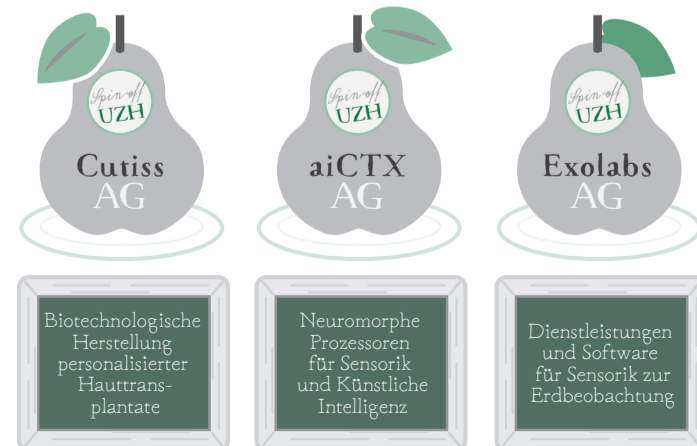 Spin-off
UZH
Cutiss
AG
Spin-off
UZH
aiCTX
AG
Spin-off
UZH
Exolabs
AG
Biotechnologische
Herstellung
personalisierter
Hauttrans-
plantate
Neuromorphe
Prozessoren
für Sensorik
und Künstliche
Intelligenz
Dienstleistungen
und Software
für Sensorik zur
Erdbeobachtung